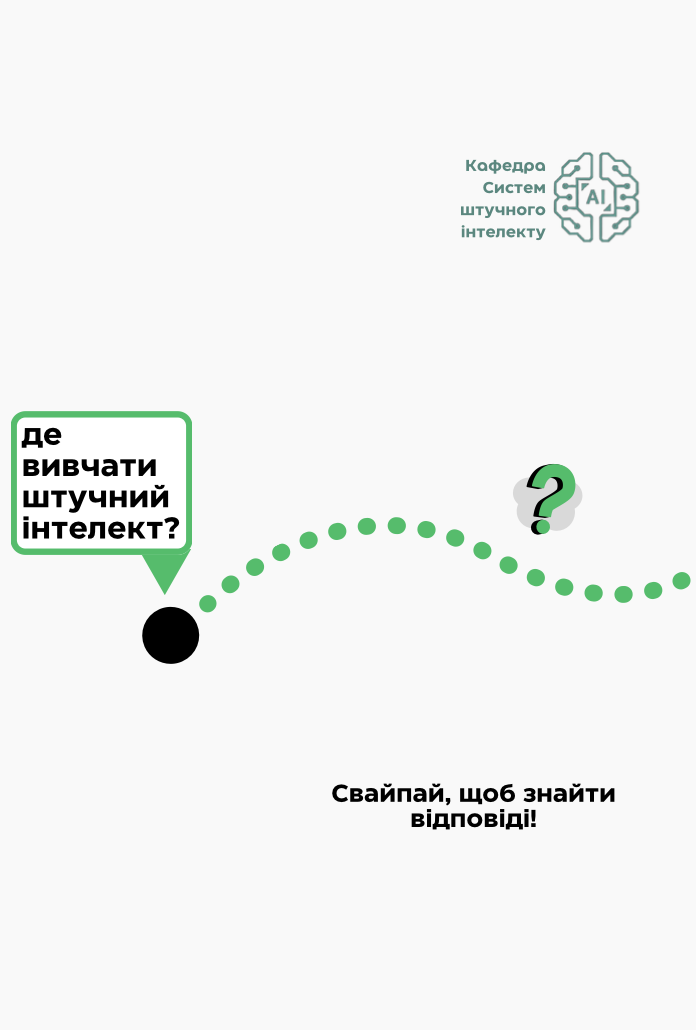 Кафедра
Систем
штучного
інтелекту
AI
де
вивчати
штучний
інтелект?
?
Свайпай, щоб знайти
відповіді!